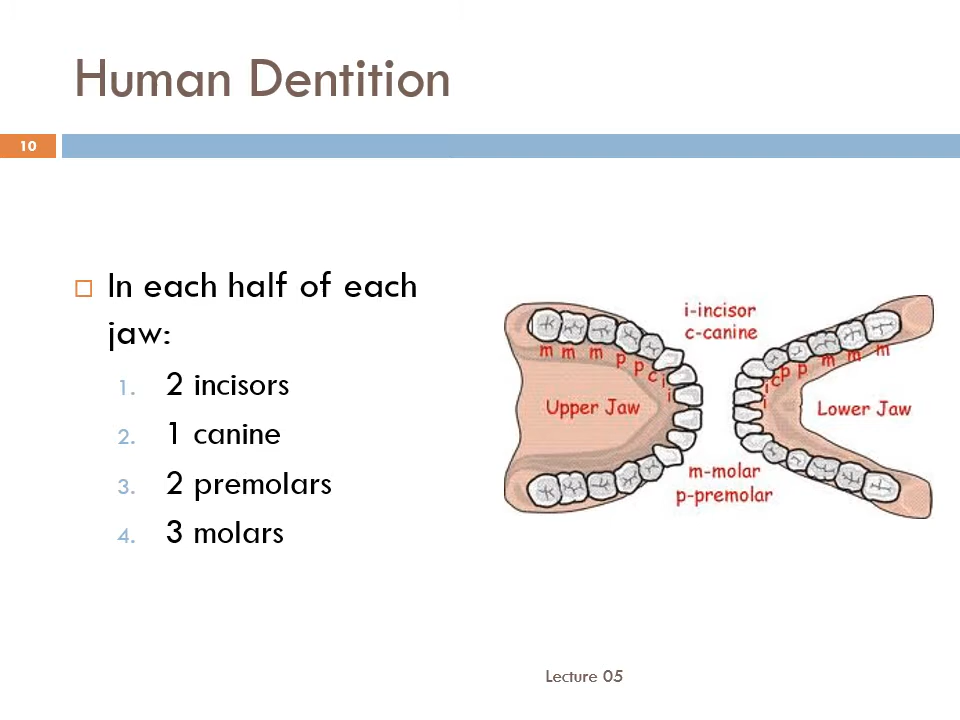 Human Dentition
10
In each half of each
jaw:
1. 2 incisors
2. 1 canine
3. 2 premolars
4. 3 molars
i-incisor
c-canine
m m m p p c i i
Upper Jaw
i i c p p m m m
Lower Jaw
m-molar
p-premolar
Lecture 05